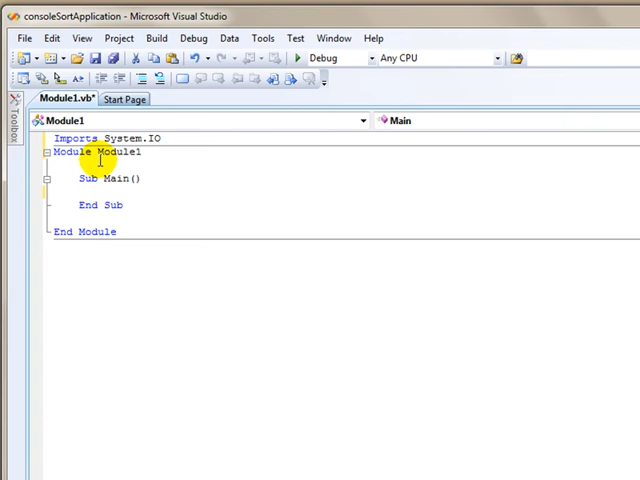 consoleSortApplication - Microsoft Visual Studio
File Edit View Project Build Debug Data Tools Test Window Help
Debug Any CPU
Module1.vb* Start Page
Toolbox
Module1 Main
Imports System.IO
Module Module1
Sub Main()
End Sub
End Module